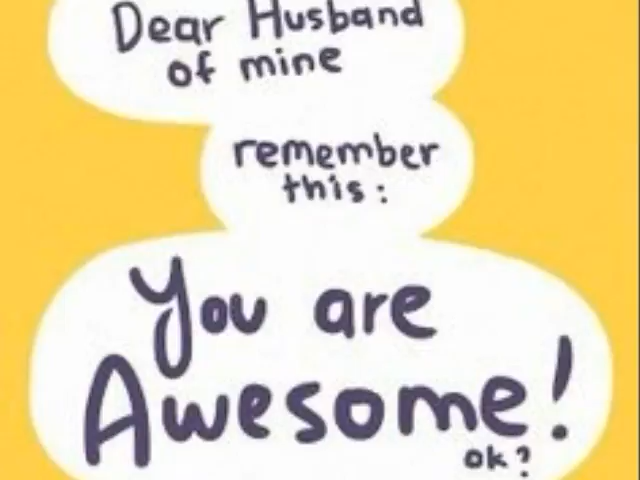 Dear Husband
of mine
remember
this:
You are
Awesome!
ok?